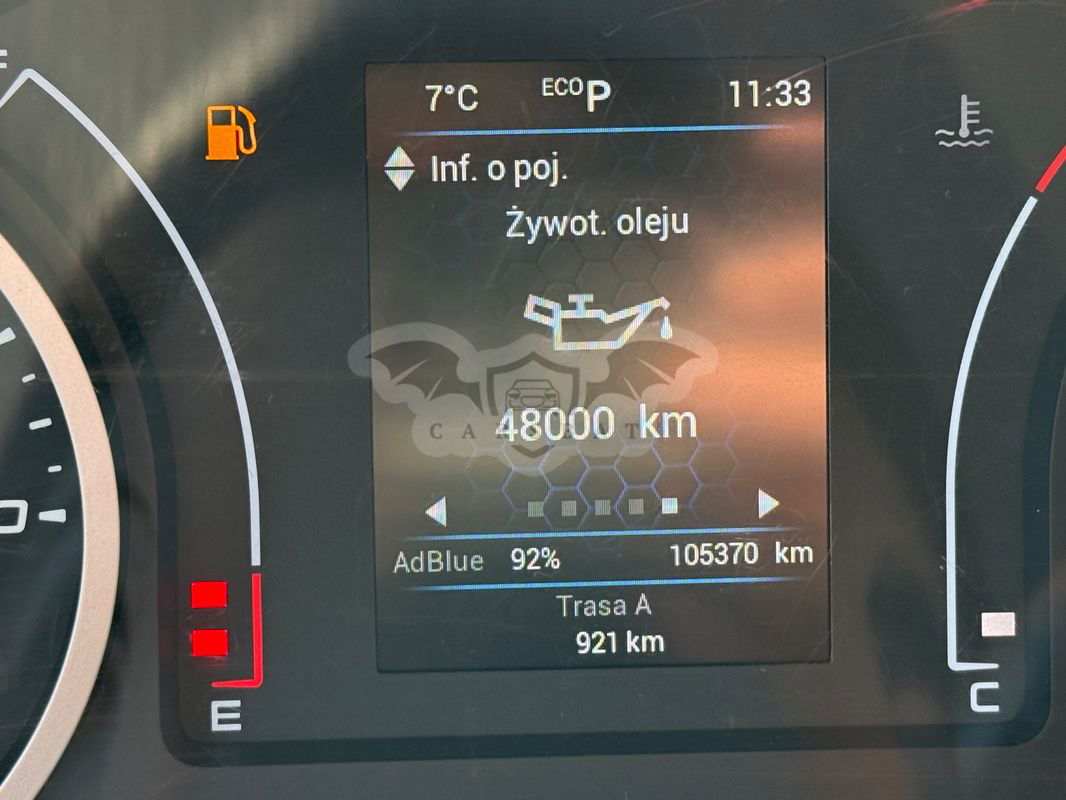 7°C ECO P 11:33
Inf. o poj.
Żywot. oleju
48000 km
AdBlue 92% 105370 km
Trasa A
921 km
E
C